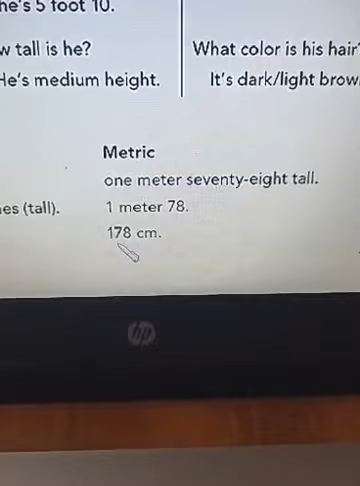 he's 5 foot 10.
w tall is he?
He's medium height.
What color is his hair?
It's dark/light brow
Metric
one meter seventy-eight tall.
es (tall).
1 meter 78.
178 cm.
hp